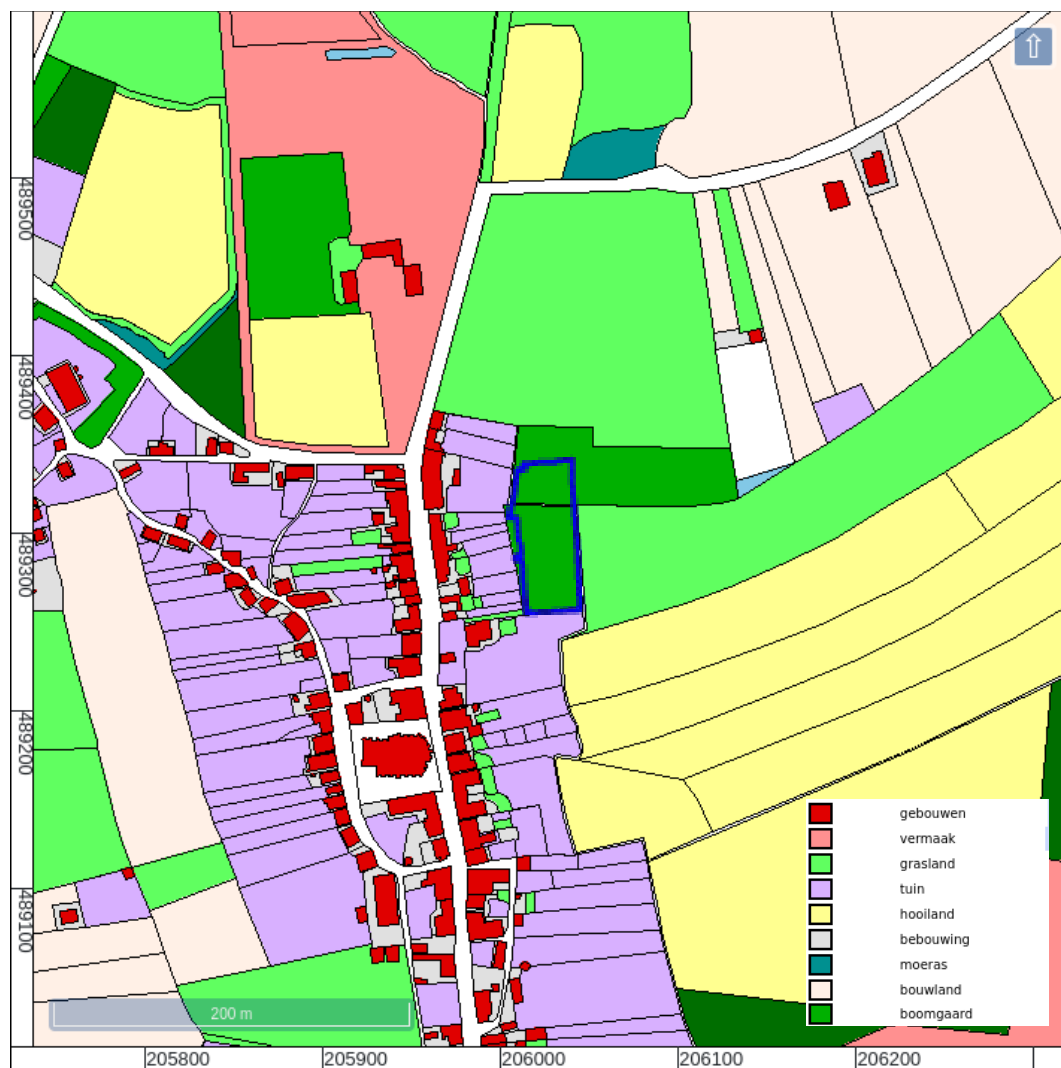 ⇧
489500
489400
489300
489200
489100
gebouwen
vermaak
grasland
tuin
hooiland
bebouwing
moeras
bouwland
boomgaard
200 m
205800
205900
206000
206100
206200